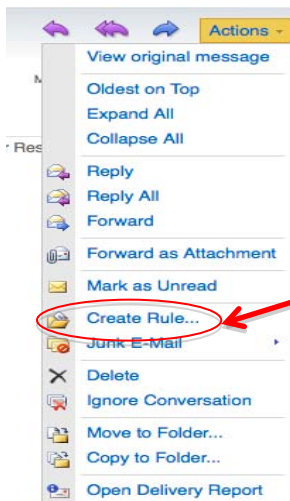 Actions
View original message
Oldest on Top
Expand All
Collapse All
Res
Reply
Reply All
Forward
Forward as Attachment
Mark as Unread
Create Rule...
Junk E-Mail
Delete
Ignore Conversation
Move to Folder...
Copy to Folder...
Open Delivery Report